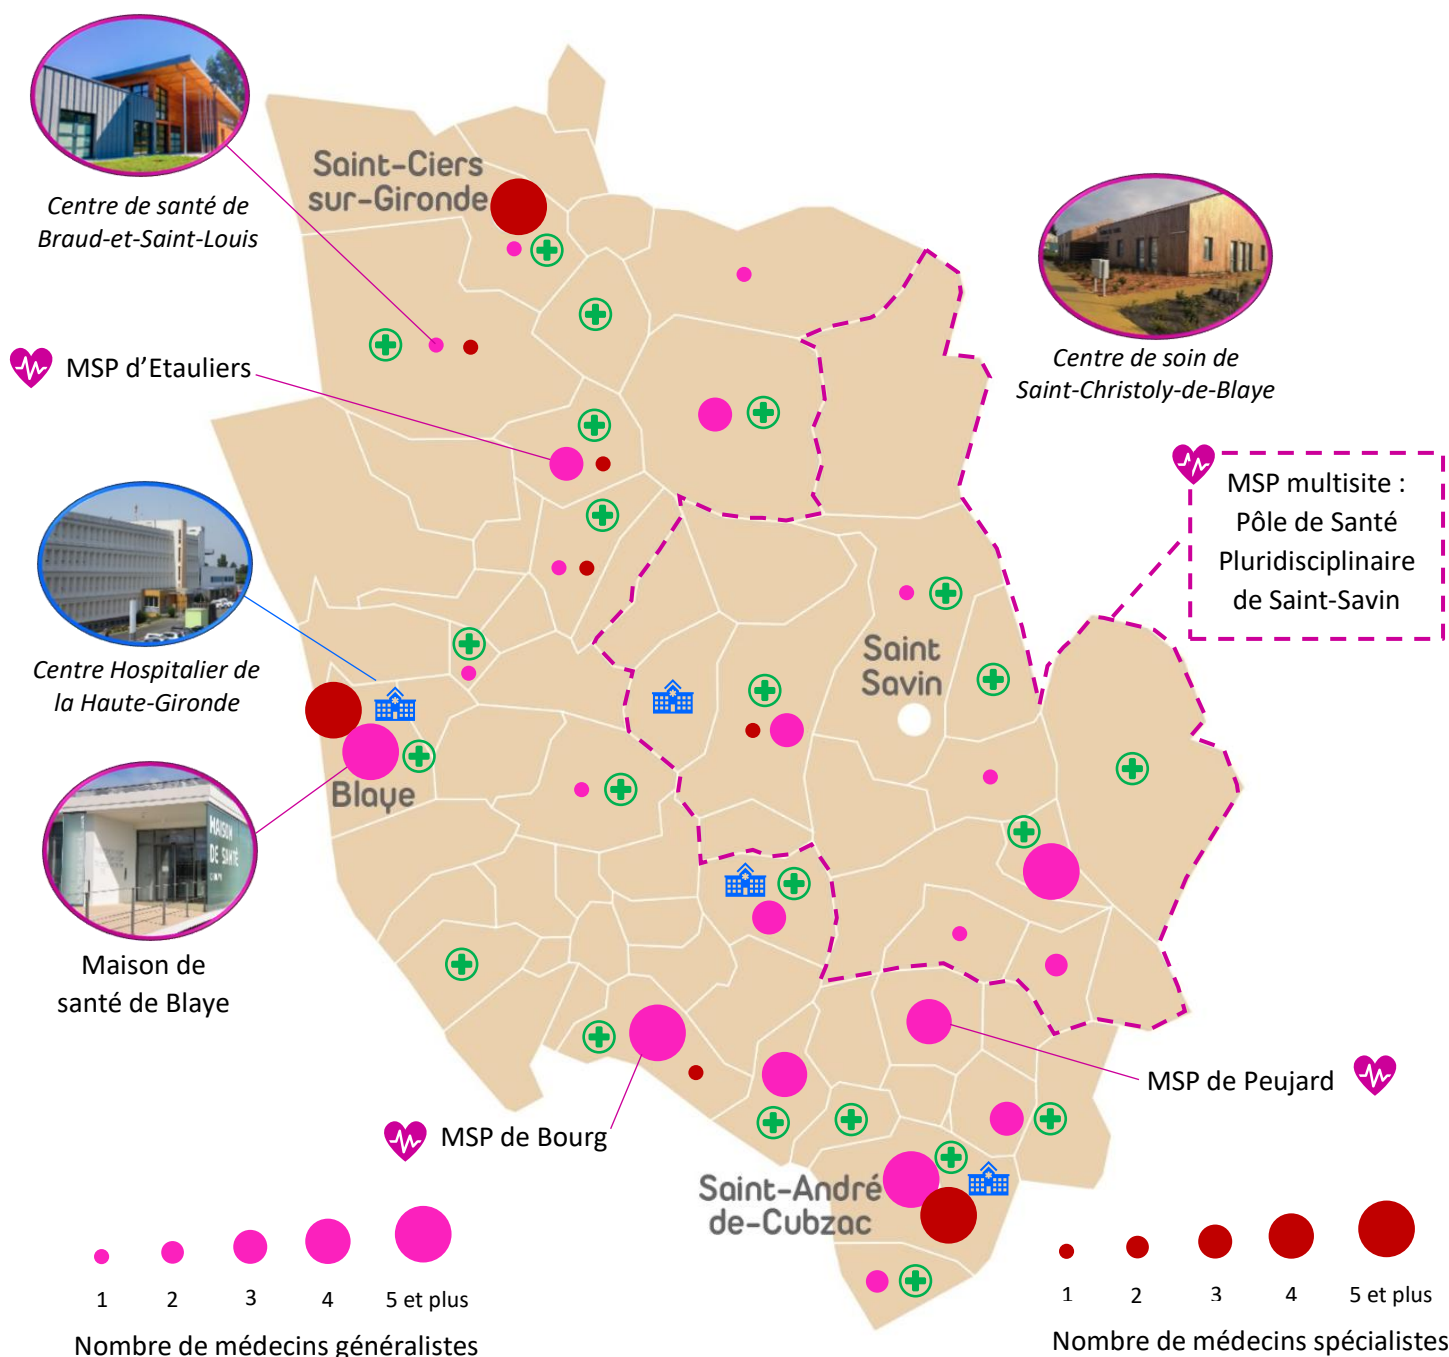 Saint-Ciers
sur-Gironde
Centre de santé de
Braud-et-Saint-Louis
Centre de soin de
Saint-Christoly-de-Blaye
MSP d'Etauliers
MSP multisite :
Pôle de Santé
Pluridisciplinaire
de Saint-Savin
Centre Hospitalier de
la Haute-Gironde
Saint
Savin
Blaye
MAISON
DE SANTÉ
Maison de
santé de Blaye
MSP de Peujard
MSP de Bourg
Saint-André
de-Cubzac
1 2 3 4 5 et plus
Nombre de médecins généralistes
1 2 3 4 5 et plus
Nombre de médecins spécialistes